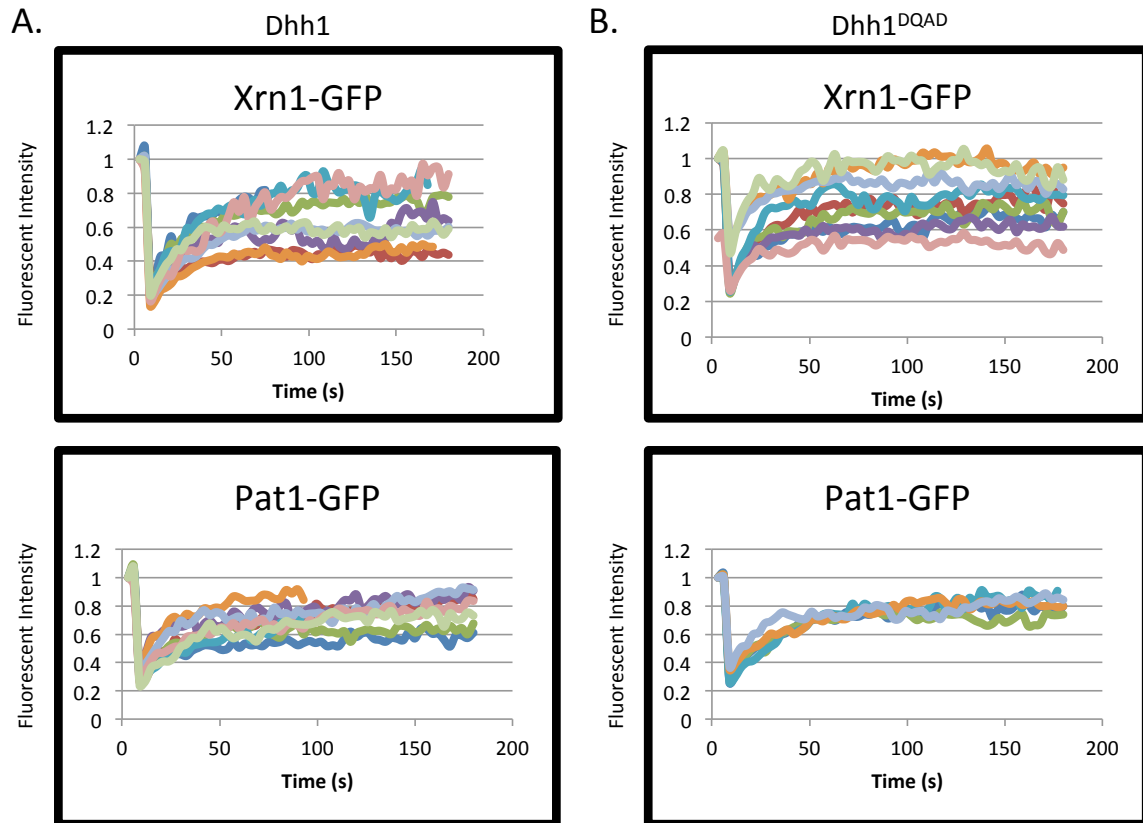 A.
Dhh1
Xrn1-GFP
Fluorescent Intensity
1.2
1
0.8
0.6
0.4
0.2
0
0 50 100 150 200
Time (s)
B.
Dhh1DQAD
Xrn1-GFP
Fluorescent Intensity
1.2
1
0.8
0.6
0.4
0.2
0
0 50 100 150 200
Time (s)
Pat1-GFP
Fluorescent Intensity
1.2
1
0.8
0.6
0.4
0.2
0
0 50 100 150 200
Time (s)
Pat1-GFP
Fluorescent Intensity
1.2
1
0.8
0.6
0.4
0.2
0
0 50 100 150 200
Time (s)